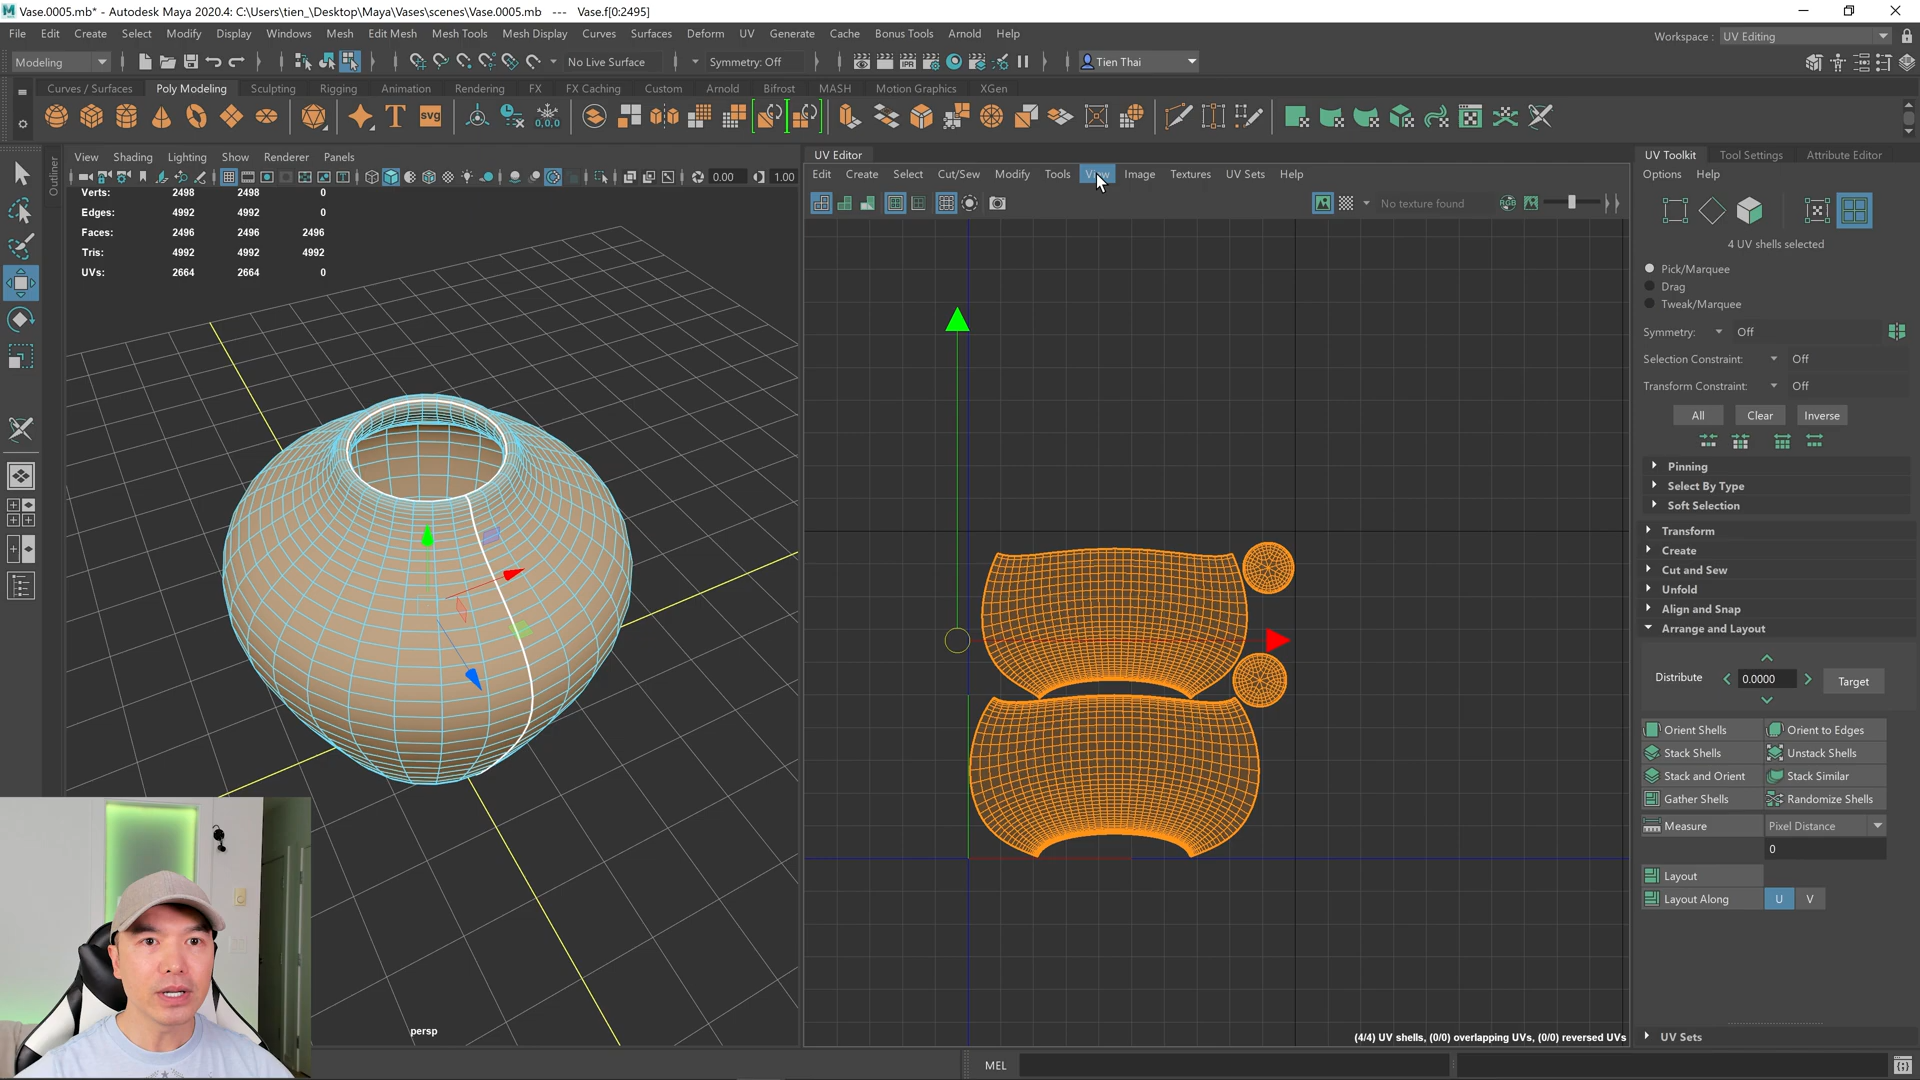 Vase.0005.mb* - Autodesk Maya 2020.4: C:\Users\tien_\Desktop\Maya\Vases\scenes\Vase.0005.mb --- Vase.f[0:2495]
File Edit Create Select Modify Display Windows Mesh Edit Mesh Mesh Tools Mesh Display Curves Surfaces Deform UV Generate Cache Bonus Tools Arnold Help Workspace : UV Editing
Modeling No Live Surface Symmetry: Off Tien Thai
Curves / Surfaces Poly Modeling Sculpting Rigging Animation Rendering FX FX Caching Custom Arnold Bifrost MASH Motion Graphics XGen
T svg 0,0,0
Outliner
View Shading Lighting Show Renderer Panels
0.00 1.00
Verts: 2498 2498 0
Edges: 4992 4992 0
Faces: 2496 2496 2496
Tris: 4992 4992 4992
UVs: 2664 2664 0
persp
UV Editor
Edit Create Select Cut/Sew Modify Tools View Image Textures UV Sets Help
No texture found
(4/4) UV shells, (0/0) overlapping UVs, (0/0) reversed UVs
UV Toolkit Tool Settings Attribute Editor
Options Help
4 UV shells selected
Pick/Marquee
Drag
Tweak/Marquee
Symmetry: Off
Selection Constraint: Off
Transform Constraint: Off
All Clear Inverse
Pinning
Select By Type
Soft Selection
Transform
Create
Cut and Sew
Unfold
Align and Snap
Arrange and Layout
Distribute 0.0000 Target
Orient Shells Orient to Edges
Stack Shells Unstack Shells
Stack and Orient Stack Similar
Gather Shells Randomize Shells
Measure Pixel Distance
0
Layout
Layout Along U V
UV Sets
MEL